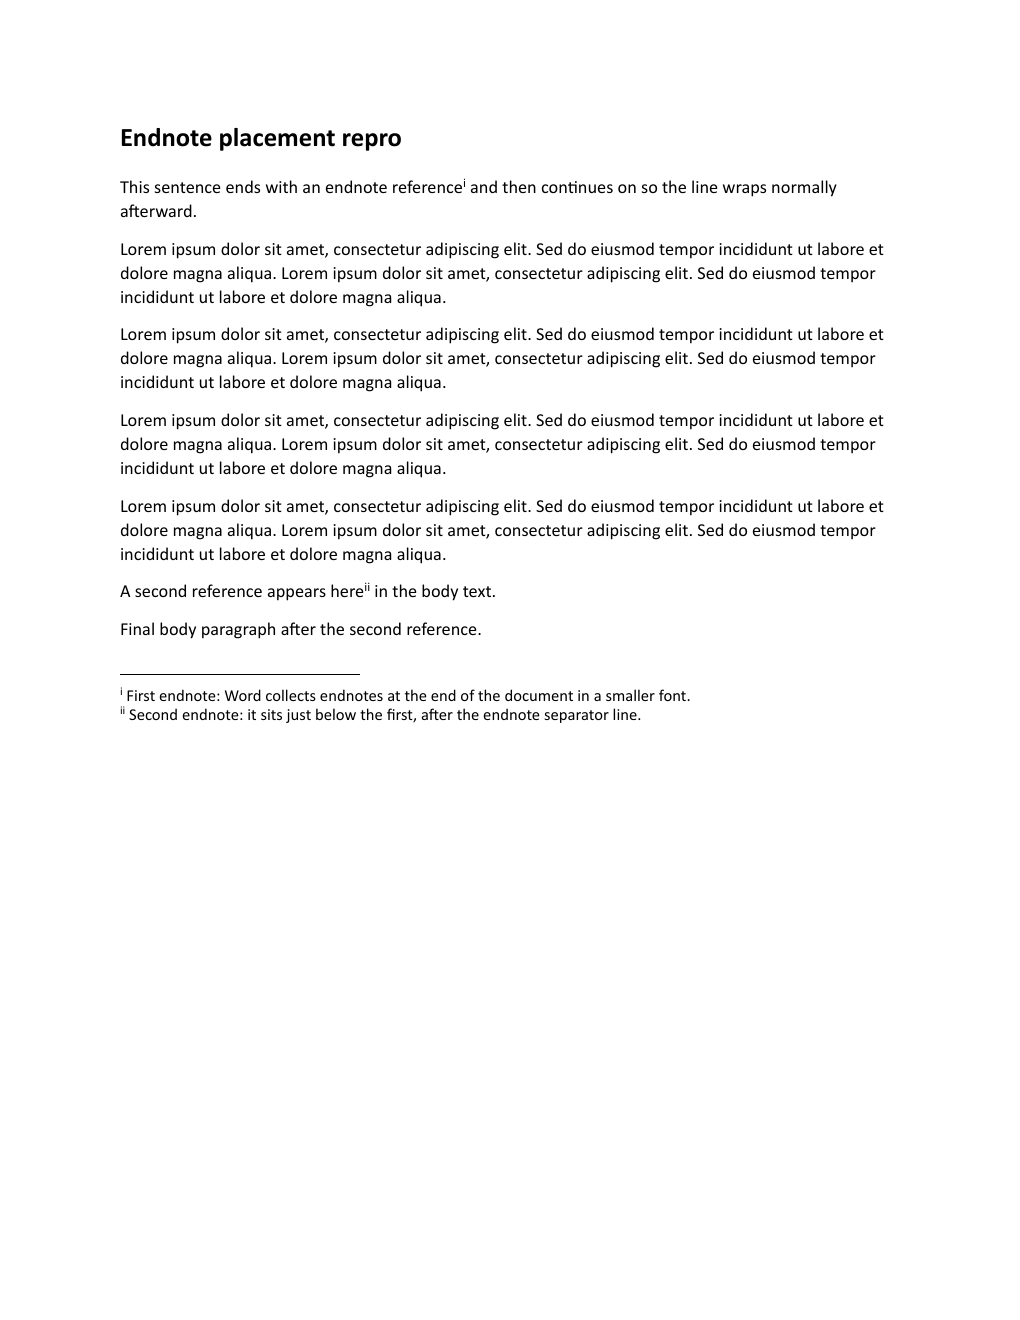 Endnote placement repro
This sentence ends with an endnote referenceⁱ and then continues on so the line wraps normally
afterward.
Lorem ipsum dolor sit amet, consectetur adipiscing elit. Sed do eiusmod tempor incididunt ut labore et
dolore magna aliqua. Lorem ipsum dolor sit amet, consectetur adipiscing elit. Sed do eiusmod tempor
incididunt ut labore et dolore magna aliqua.
Lorem ipsum dolor sit amet, consectetur adipiscing elit. Sed do eiusmod tempor incididunt ut labore et
dolore magna aliqua. Lorem ipsum dolor sit amet, consectetur adipiscing elit. Sed do eiusmod tempor
incididunt ut labore et dolore magna aliqua.
Lorem ipsum dolor sit amet, consectetur adipiscing elit. Sed do eiusmod tempor incididunt ut labore et
dolore magna aliqua. Lorem ipsum dolor sit amet, consectetur adipiscing elit. Sed do eiusmod tempor
incididunt ut labore et dolore magna aliqua.
Lorem ipsum dolor sit amet, consectetur adipiscing elit. Sed do eiusmod tempor incididunt ut labore et
dolore magna aliqua. Lorem ipsum dolor sit amet, consectetur adipiscing elit. Sed do eiusmod tempor
incididunt ut labore et dolore magna aliqua.
A second reference appears hereⁱⁱ in the body text.
Final body paragraph after the second reference.
ⁱ First endnote: Word collects endnotes at the end of the document in a smaller font.
ⁱⁱ Second endnote: it sits just below the first, after the endnote separator line.